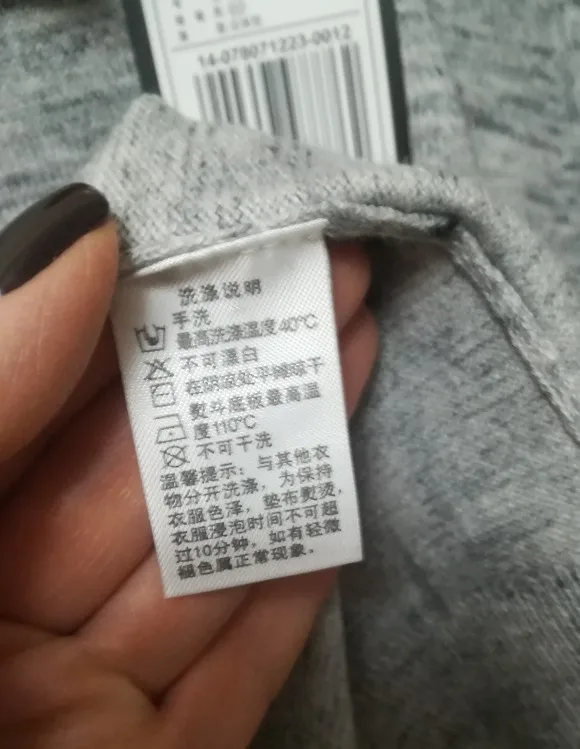 14-078071223-0012
洗涤说明
手洗
最高洗涤温度40℃
不可漂白
在阴凉处平摊晾干
熨斗底板最高温
度110℃
不可干洗
温馨提示：与其他衣
物分开洗涤，为保持
衣服色泽，垫布熨烫，
衣服浸泡时间不可超
过10分钟，如有轻微
褪色属正常现象。